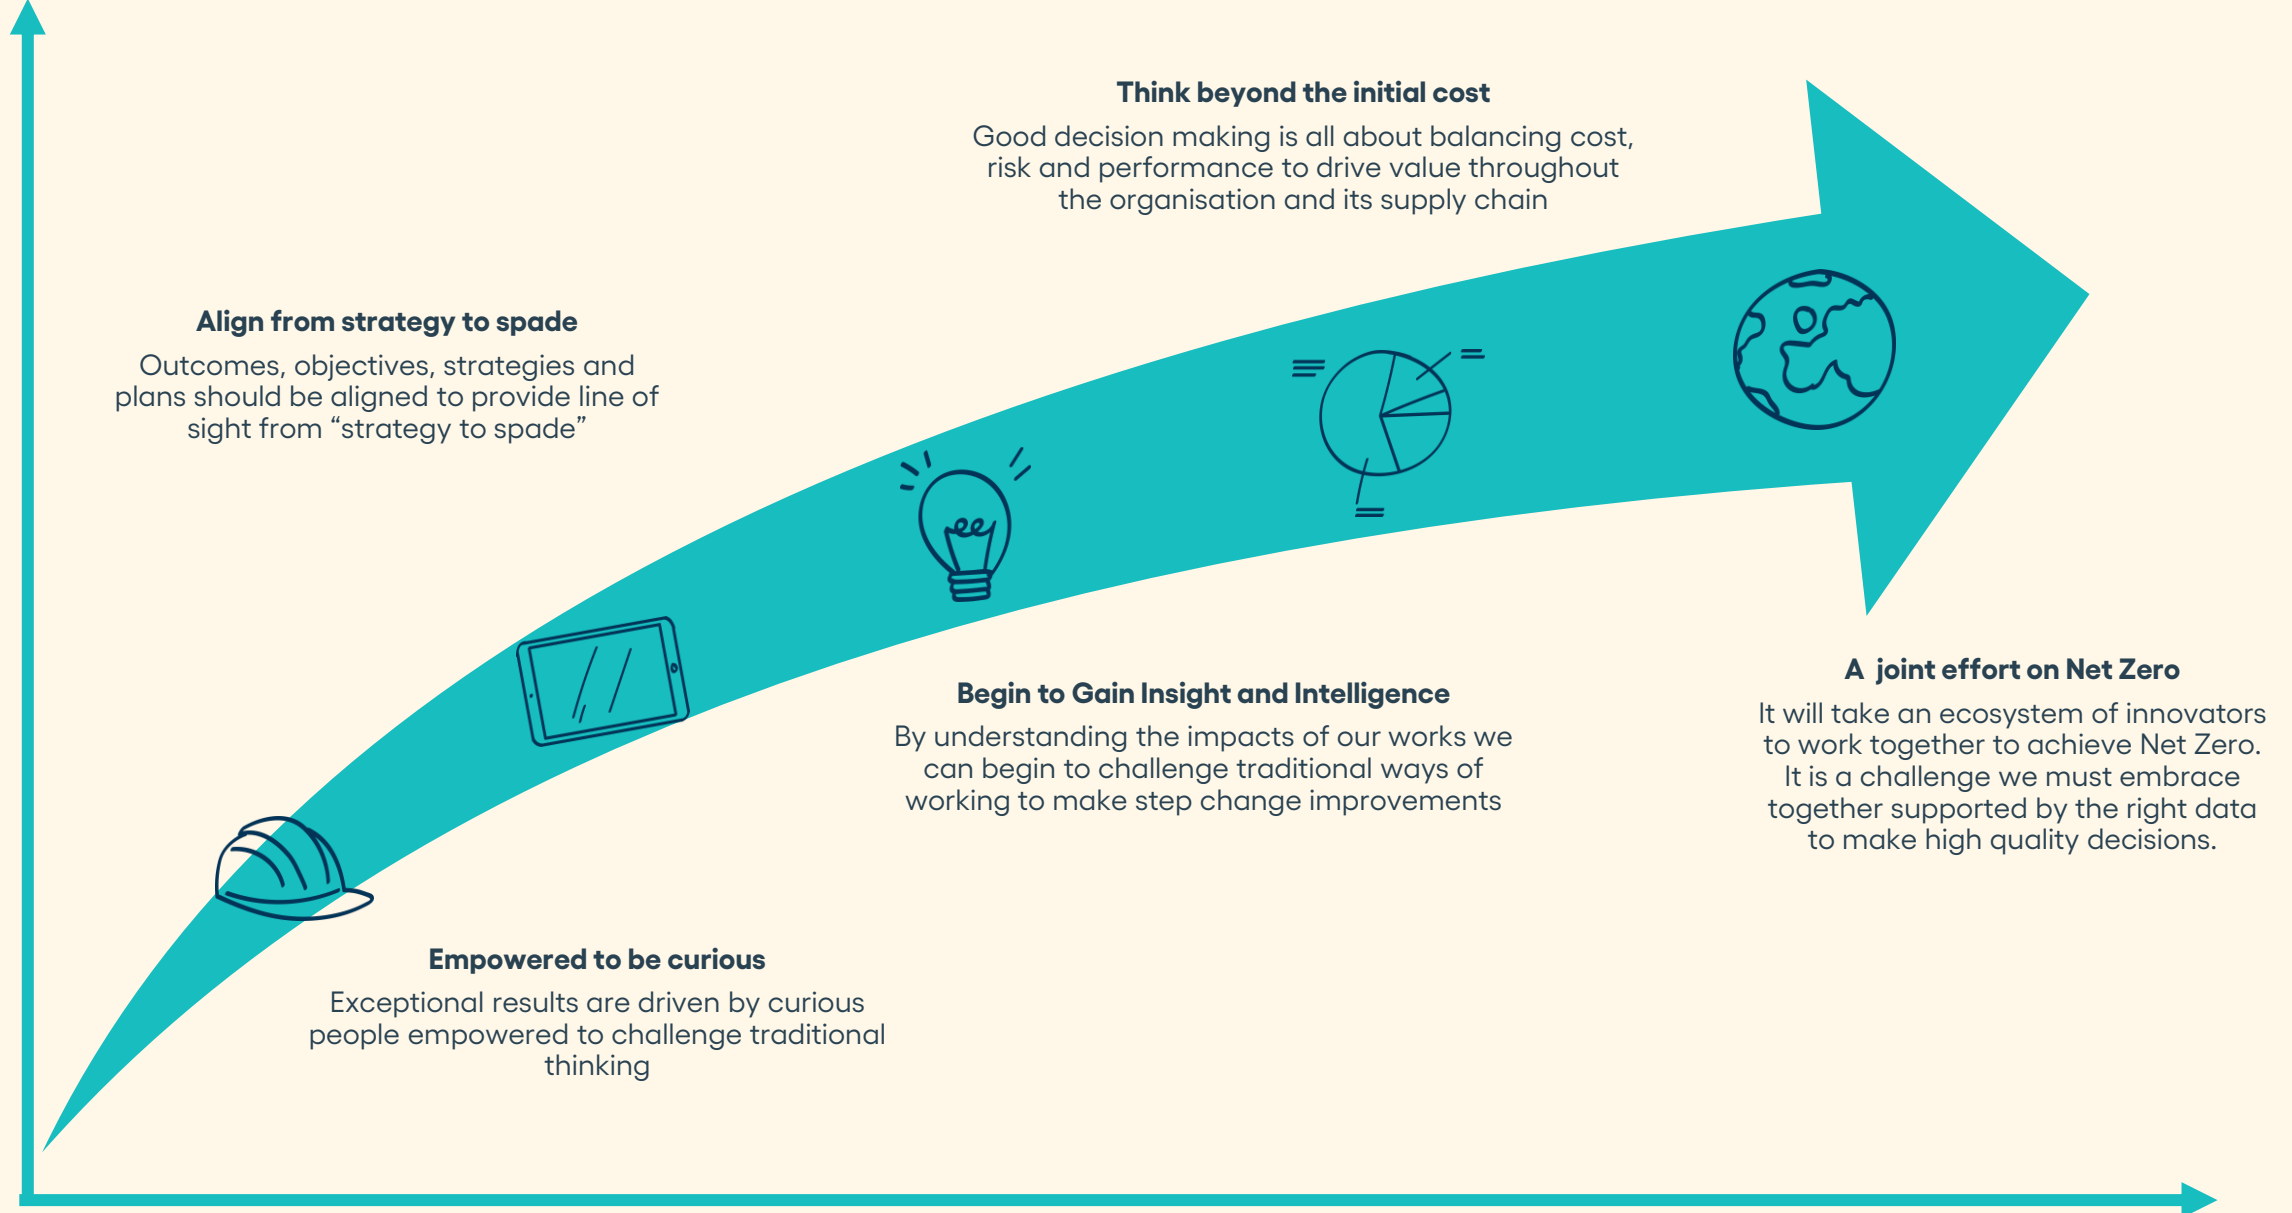 Think beyond the initial cost
Good decision making is all about balancing cost,
risk and performance to drive value throughout
the organisation and its supply chain
Align from strategy to spade
Outcomes, objectives, strategies and
plans should be aligned to provide line of
sight from “strategy to spade”
Begin to Gain Insight and Intelligence
By understanding the impacts of our works we
can begin to challenge traditional ways of
working to make step change improvements
A joint effort on Net Zero
It will take an ecosystem of innovators
to work together to achieve Net Zero.
It is a challenge we must embrace
together supported by the right data
to make high quality decisions.
Empowered to be curious
Exceptional results are driven by curious
people empowered to challenge traditional
thinking